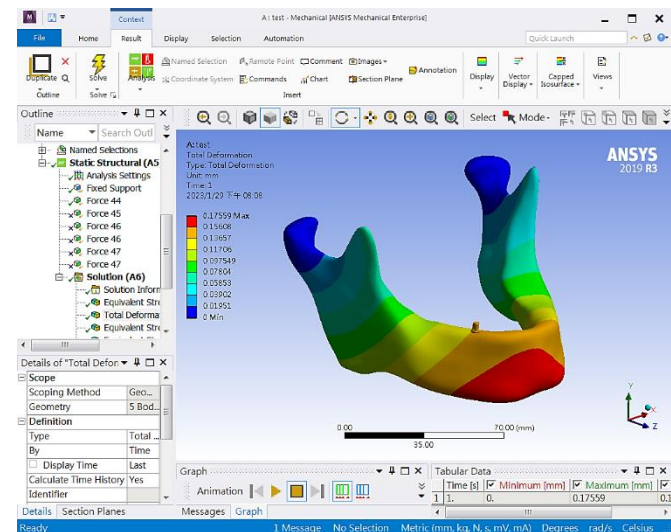 Context
A : test - Mechanical [ANSYS Mechanical Enterprise]
File Home Result Display Selection Automation
Quick Launch
Duplicate
Solve
Analysis
Named Selection Remote Point Comment Images
Coordinate System Commands Chart Section Plane
Annotation
Display
Vector Display
Capped Isosurface
Views
Outline Solve Insert
Outline
Name Search Outl
Select Mode
Named Selections
Static Structural (A5
Analysis Settings
Fixed Support
Force 44
Force 45
Force 46
Force 46
Force 47
Force 47
Solution (A6)
Solution Inform
Equivalent Stre
Total Deforma
Equivalent Stre
A: test
Total Deformation
Type: Total Deformation
Unit: mm
Time: 1
2023/1/29 下午 08:08
0.17559 Max
0.15608
0.13657
0.11706
0.097549
0.07804
0.05853
0.03902
0.01951
0 Min
ANSYS
2019 R3
0.00 70.00 (mm)
35.00
Y
X
Z
Details of "Total Defor
Scope
Scoping Method Geo...
Geometry 5 Bod...
Definition
Type Total ...
By Time
Display Time Last
Calculate Time History Yes
Identifier
Details Section Planes
Graph
Animation
Messages Graph
Tabular Data
Time [s] Minimum [mm] Maximum [mm]
1 1. 0. 0.17559
Ready 1 Message No Selection Metric (mm, kg, N, s, mV, mA) Degrees rad/s Celsius